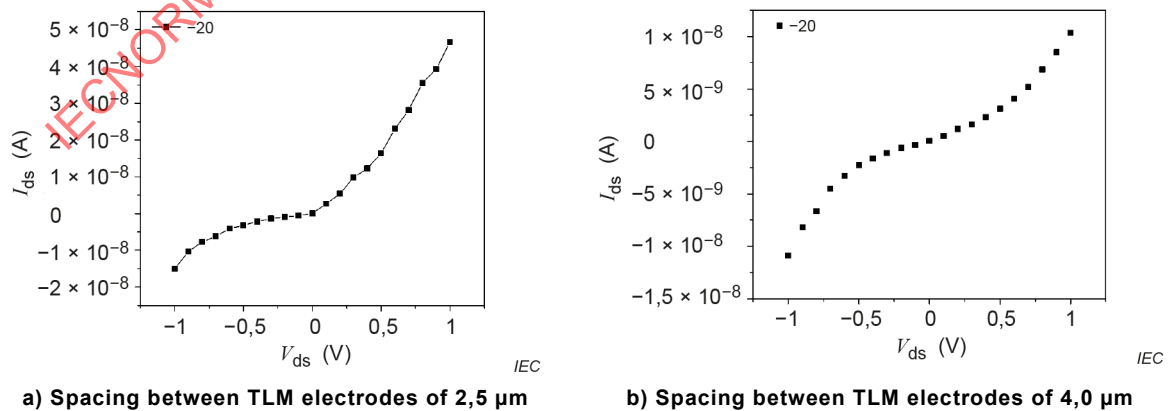 5 × 10⁻⁸
4 × 10⁻⁸
3 × 10⁻⁸
2 × 10⁻⁸
1 × 10⁻⁸
0
−1 × 10⁻⁸
−2 × 10⁻⁸
I_ds (A)
−20
−1
−0,5
0
0,5
1
V_ds (V)
IEC
IECNORM
a) Spacing between TLM electrodes of 2,5 µm
1 × 10⁻⁸
5 × 10⁻⁹
0
−5 × 10⁻⁹
−1 × 10⁻⁸
−1,5 × 10⁻⁸
I_ds (A)
−20
−1
−0,5
0
0,5
1
V_ds (V)
IEC
b) Spacing between TLM electrodes of 4,0 µm